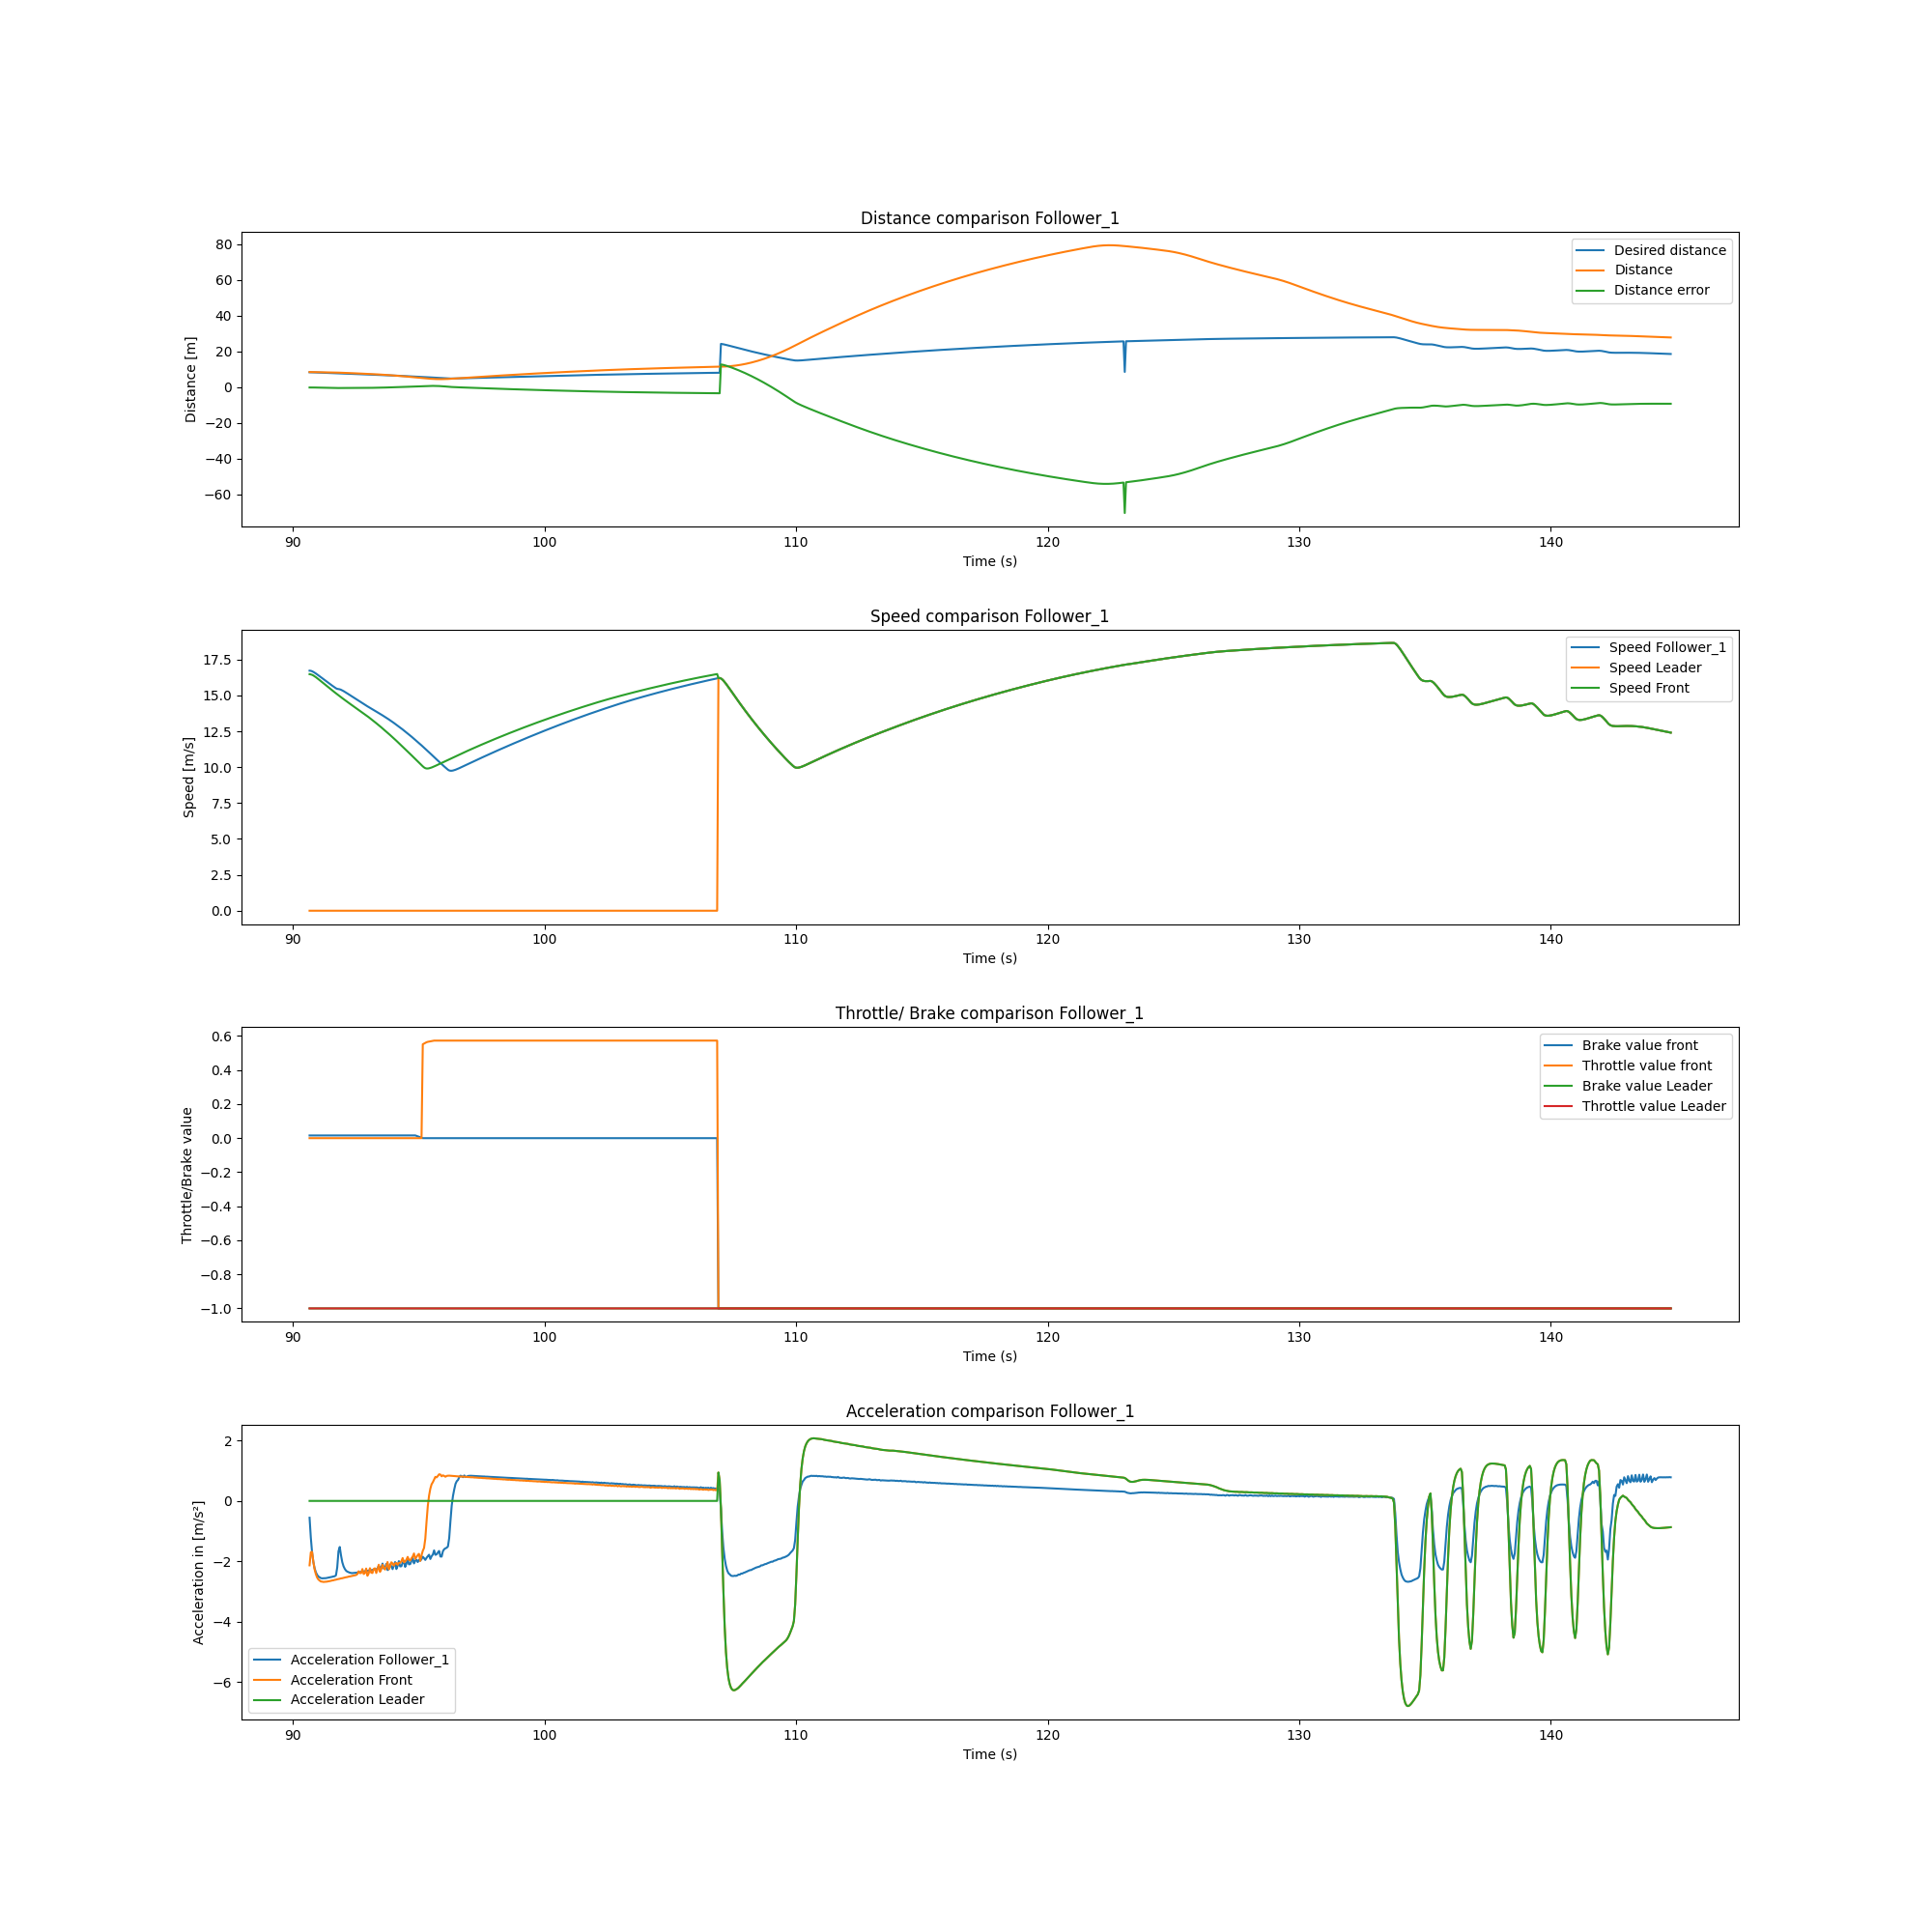 Distance comparison Follower_1
80
60
40
20
0
−20
−40
−60
Distance [m]
Desired distance
Distance
Distance error
90 100 110 120 130 140
Time (s)
Speed comparison Follower_1
17.5
15.0
12.5
10.0
7.5
5.0
2.5
0.0
Speed [m/s]
Speed Follower_1
Speed Leader
Speed Front
90 100 110 120 130 140
Time (s)
Throttle/ Brake comparison Follower_1
0.6
0.4
0.2
0.0
−0.2
−0.4
−0.6
−0.8
−1.0
Throttle/Brake value
Brake value front
Throttle value front
Brake value Leader
Throttle value Leader
90 100 110 120 130 140
Time (s)
Acceleration comparison Follower_1
2
0
−2
−4
−6
Acceleration in [m/s²]
Acceleration Follower_1
Acceleration Front
Acceleration Leader
90 100 110 120 130 140
Time (s)